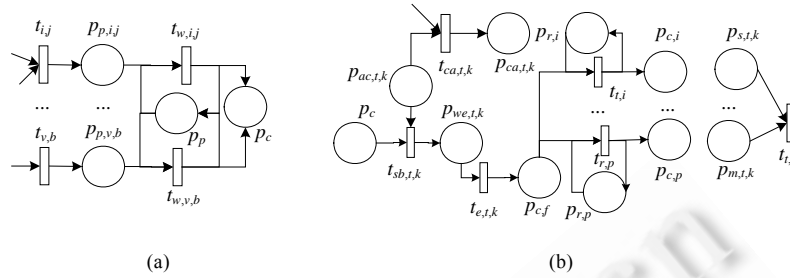 t_{i,j} p_{p,i,j} t_{w,i,j}
... ... p_p p_c
t_{v,b} p_{p,v,b}
t_{w,v,b}
(a)
p_{r,i} p_{c,i} p_{s,t,k}
t_{ca,t,k} p_{ca,t,k}
p_{ac,t,k} t_{t,i}
p_c p_{we,t,k} ... ...
t_{sb,t,k} t_{r,p}
t_{e,t,k} p_{c,f} p_{r,p} p_{c,p} p_{m,t,k}
(b)